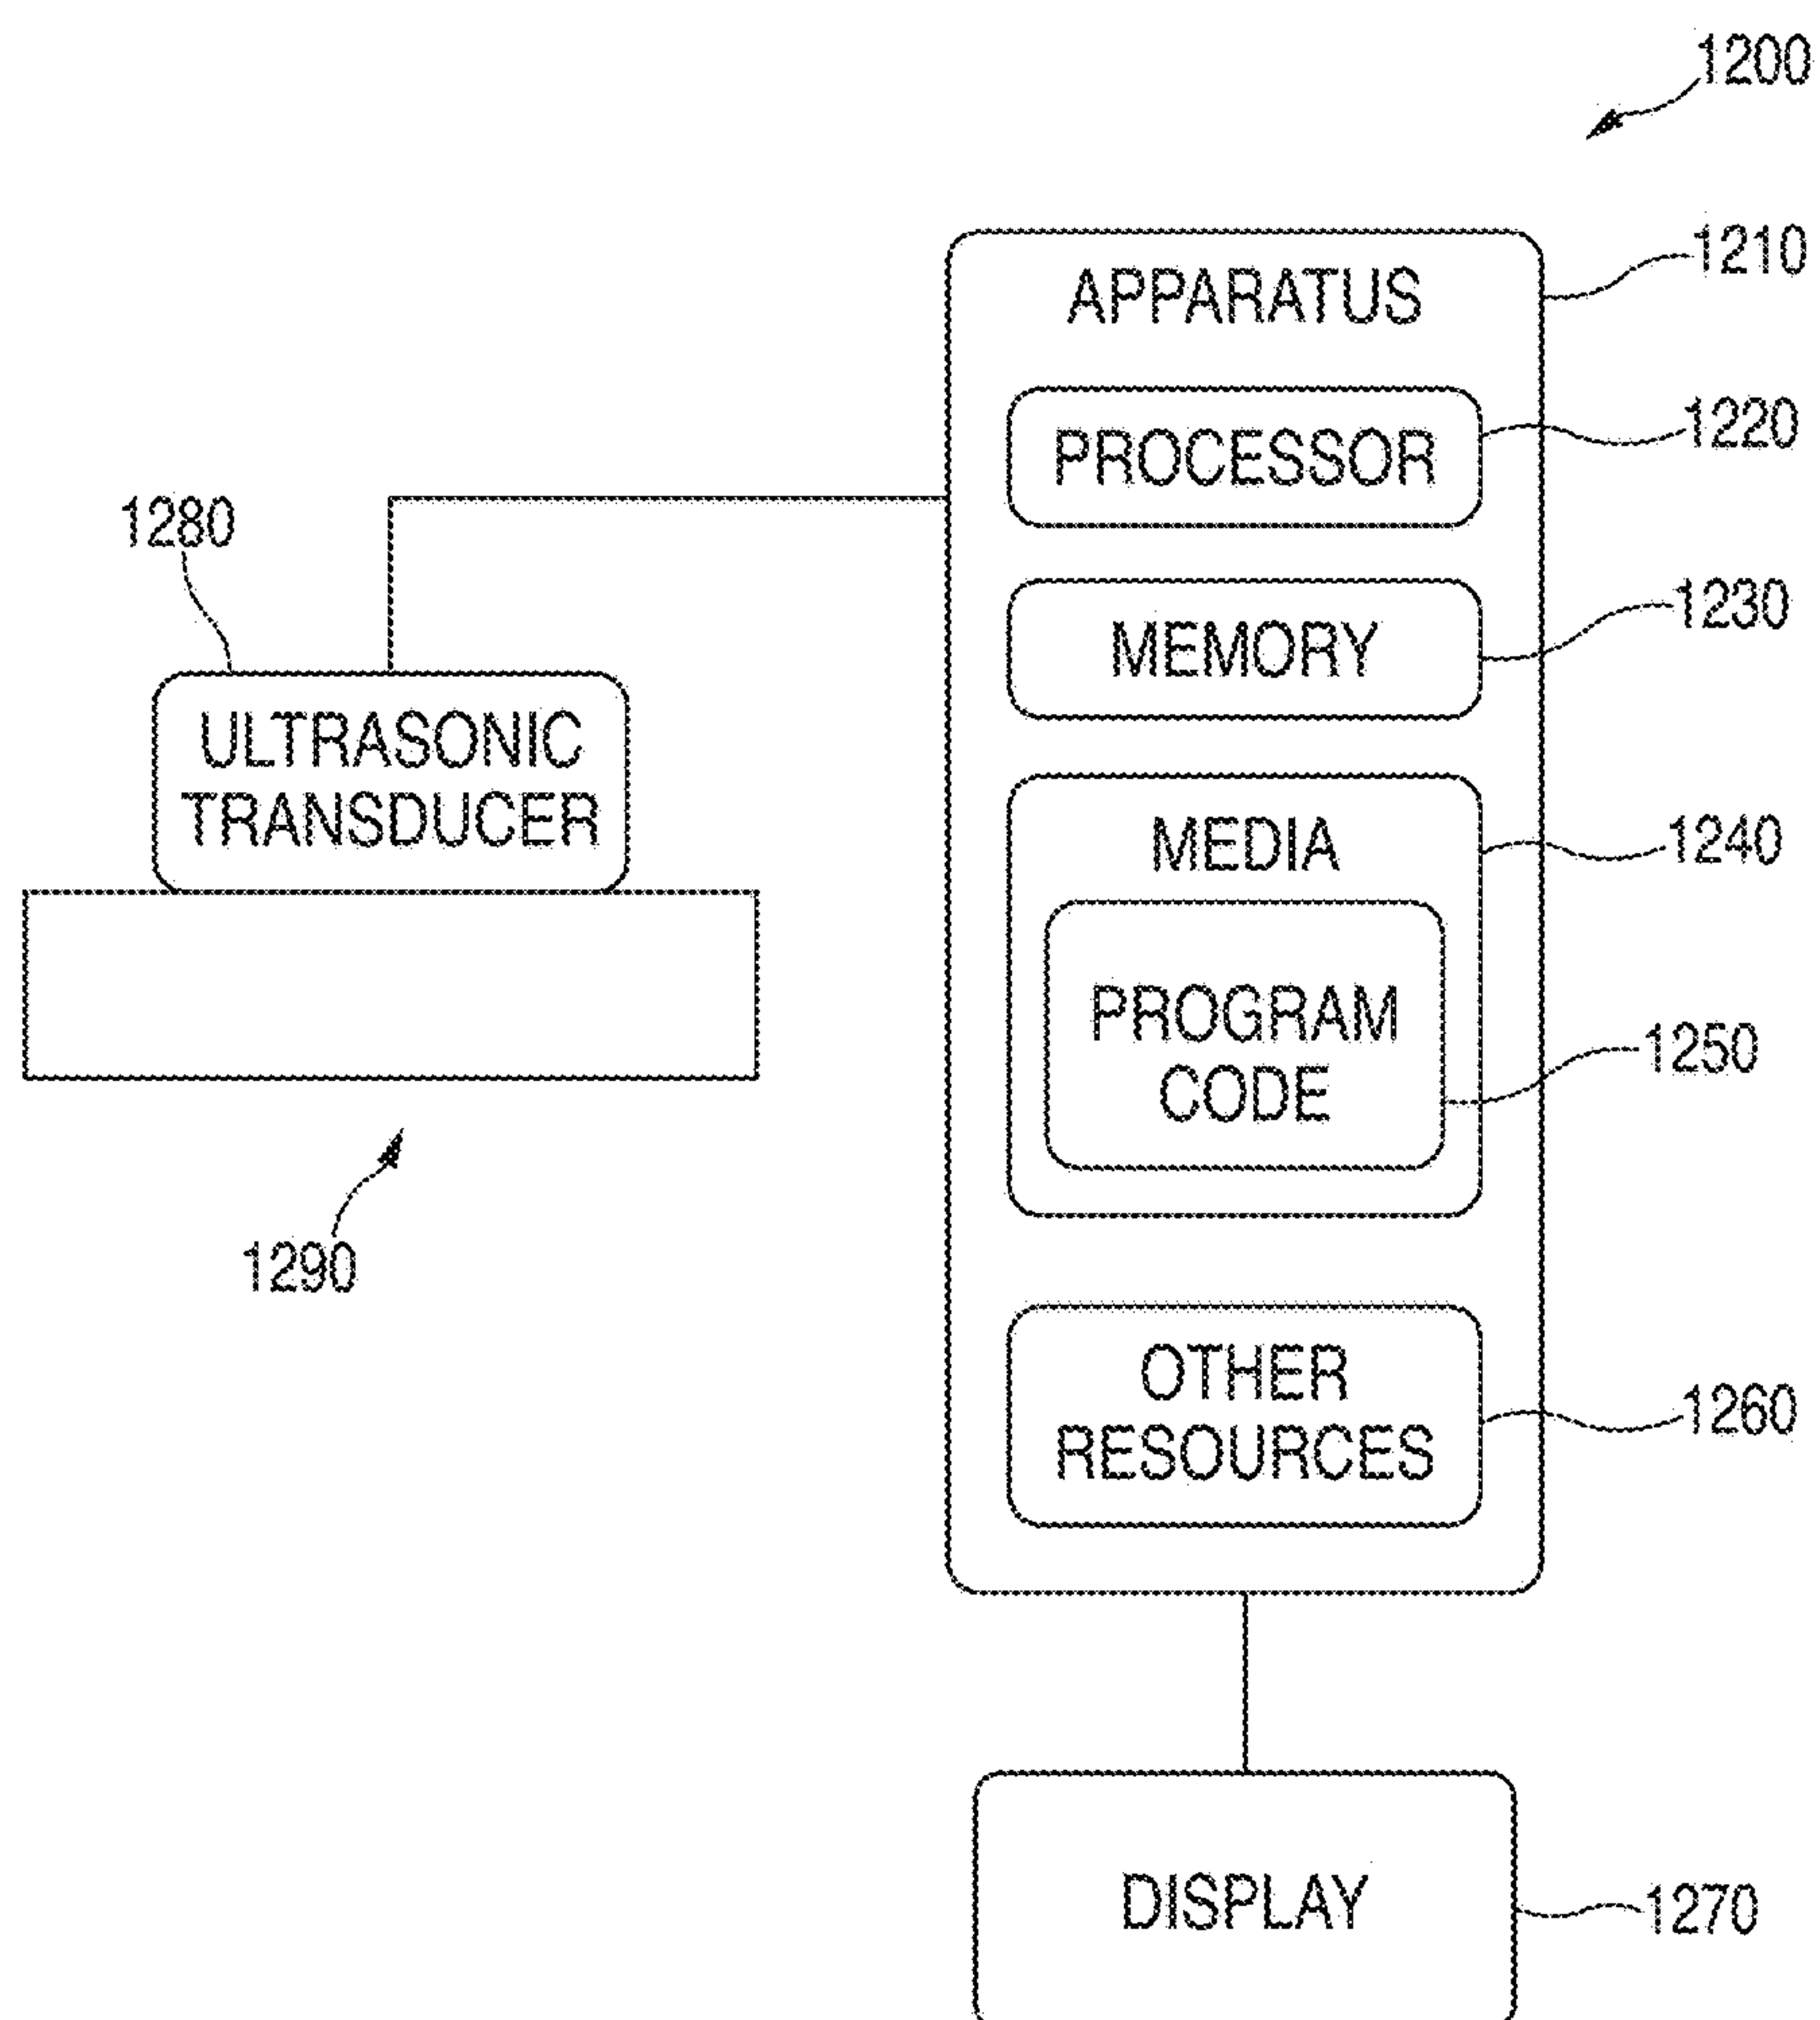 1200
1210
APPARATUS
PROCESSOR
1220
1280
MEMORY
1230
ULTRASONIC
TRANSDUCER
MEDIA
1240
PROGRAM
CODE
1250
1290
OTHER
RESOURCES
1260
DISPLAY
1270